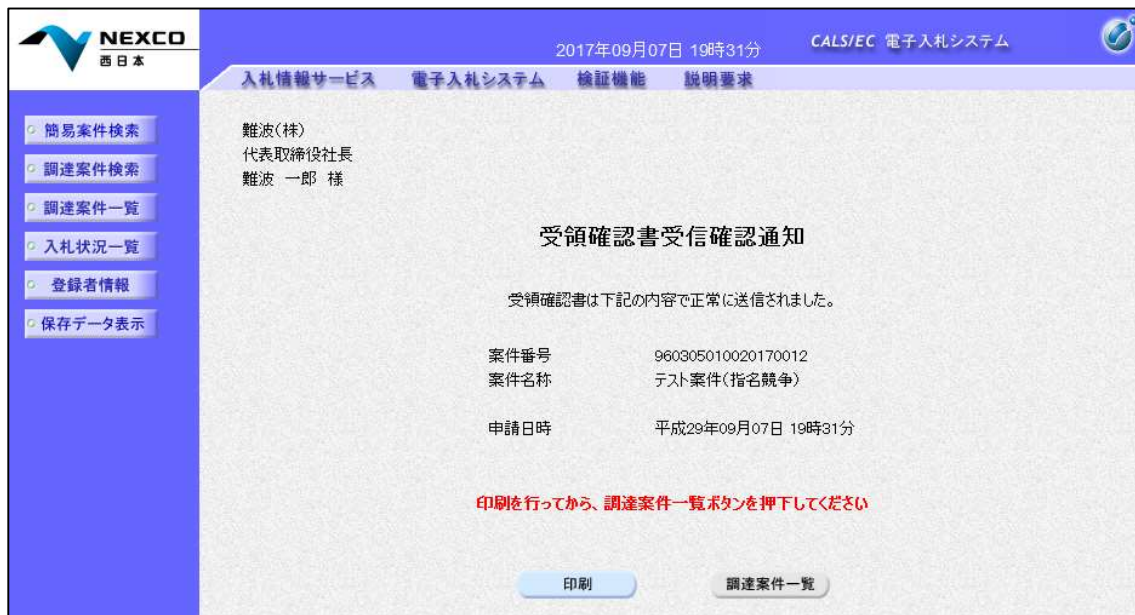 NEXCO
西日本
2017年09月07日 19時31分
CALS/EC 電子入札システム
入札情報サービス 電子入札システム 検証機能 説明要求
簡易案件検索
調達案件検索
調達案件一覧
入札状況一覧
登録者情報
保存データ表示
難波(株)
代表取締役社長
難波 一郎 様
受領確認書受信確認通知
受領確認書は下記の内容で正常に送信されました。
案件番号 960305010020170012
案件名称 テスト案件(指名競争)
申請日時 平成29年09月07日 19時31分
印刷を行ってから、調達案件一覧ボタンを押下してください
印刷 調達案件一覧